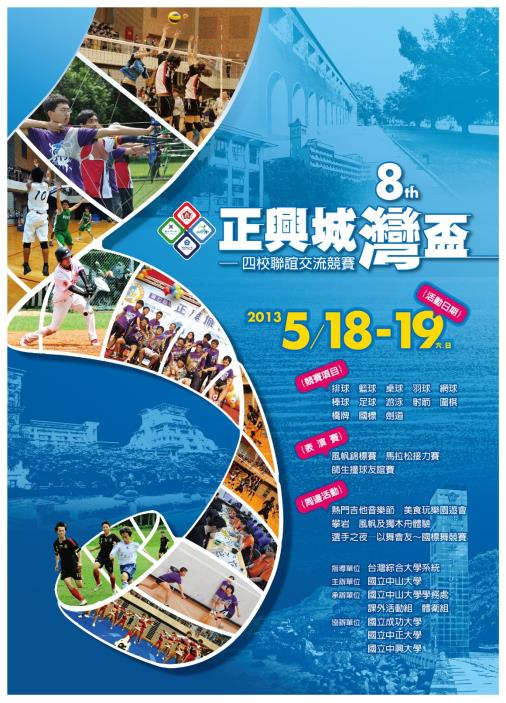 8th
正興城灣盃
四校聯誼交流競賽
活動日期
2013 5/18-19 六.日
競賽項目
排球 籃球 桌球 羽球 網球
棒球 足球 游泳 射箭 圍棋
橋牌 國標 劍道
表演賽
風帆錦標賽 馬拉松接力賽
師生撞球友誼賽
周邊活動
熱門吉他音樂節 美食玩樂園遊會
攀岩 風帆及獨木舟體驗
選手之夜─以舞會友~國標舞競賽
指導單位 台灣綜合大學系統
主辦單位 國立中山大學
承辦單位 國立中山大學學務處
課外活動組 體衛組
協辦單位 國立成功大學
國立中正大學
國立中興大學
10